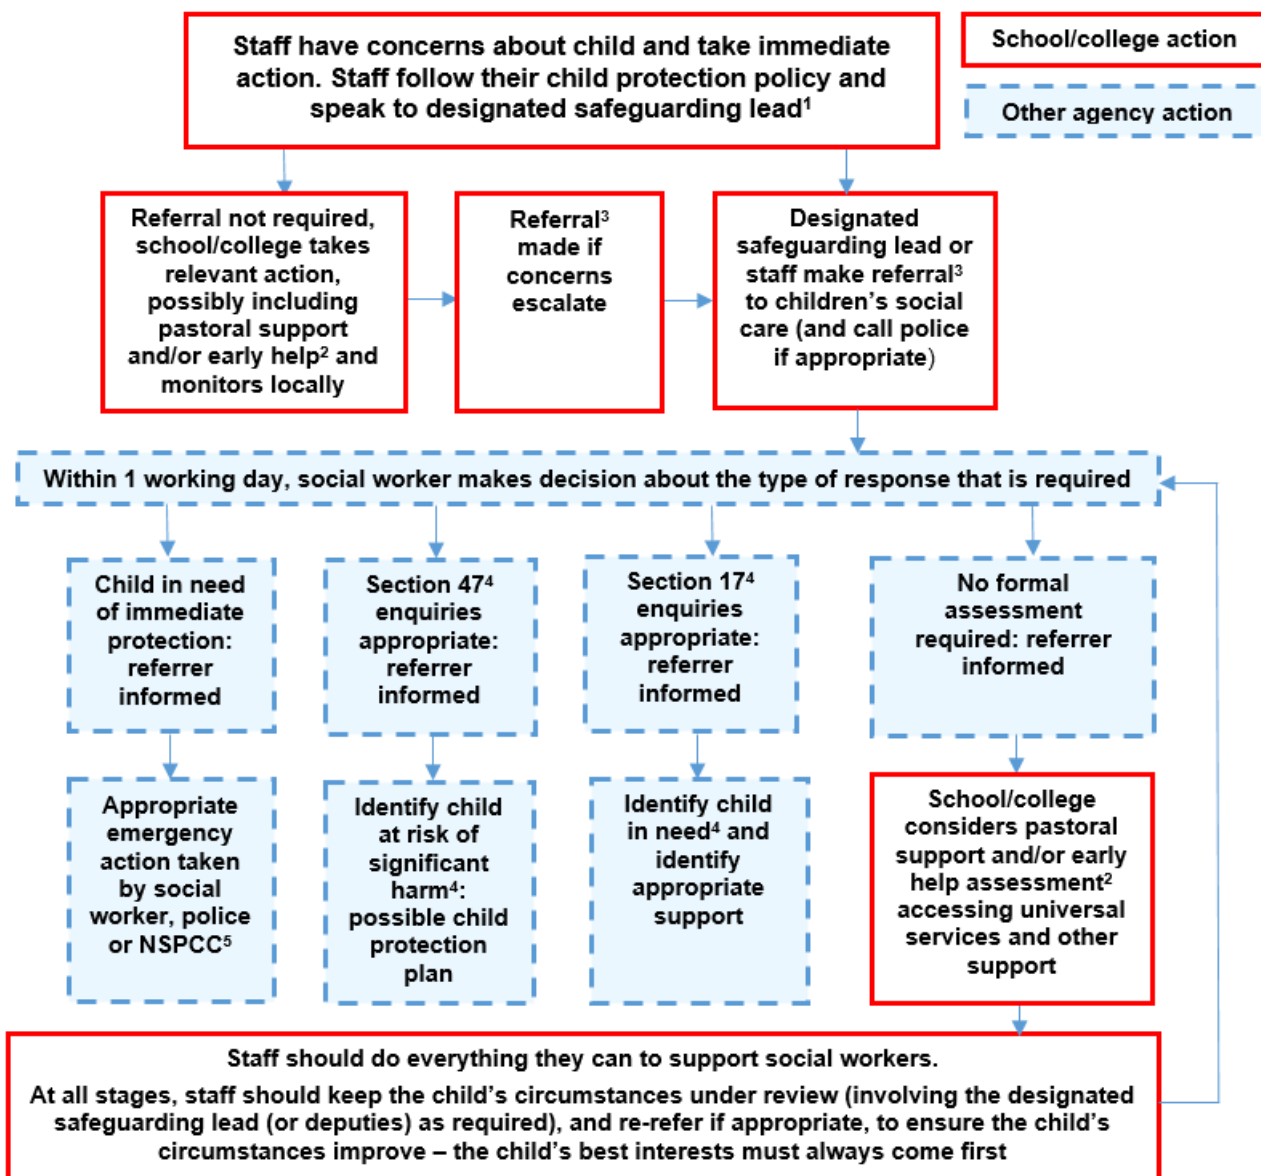 Staff have concerns about child and take immediate
action. Staff follow their child protection policy and
speak to designated safeguarding lead¹
School/college action
Other agency action
Referral not required,
school/college takes
relevant action,
possibly including
pastoral support
and/or early help² and
monitors locally
Referral³
made if
concerns
escalate
Designated
safeguarding lead or
staff make referral³
to children’s social
care (and call police
if appropriate)
Within 1 working day, social worker makes decision about the type of response that is required
Child in need
of immediate
protection:
referrer
informed
Section 47⁴
enquiries
appropriate:
referrer
informed
Section 17⁴
enquiries
appropriate:
referrer
informed
No formal
assessment
required: referrer
informed
Appropriate
emergency
action taken
by social
worker, police
or NSPCC⁵
Identify child
at risk of
significant
harm⁴:
possible child
protection
plan
Identify child
in need⁴ and
identify
appropriate
support
School/college
considers pastoral
support and/or early
help assessment²
accessing universal
services and other
support
Staff should do everything they can to support social workers.
At all stages, staff should keep the child’s circumstances under review (involving the designated
safeguarding lead (or deputies) as required), and re-refer if appropriate, to ensure the child’s
circumstances improve – the child’s best interests must always come first